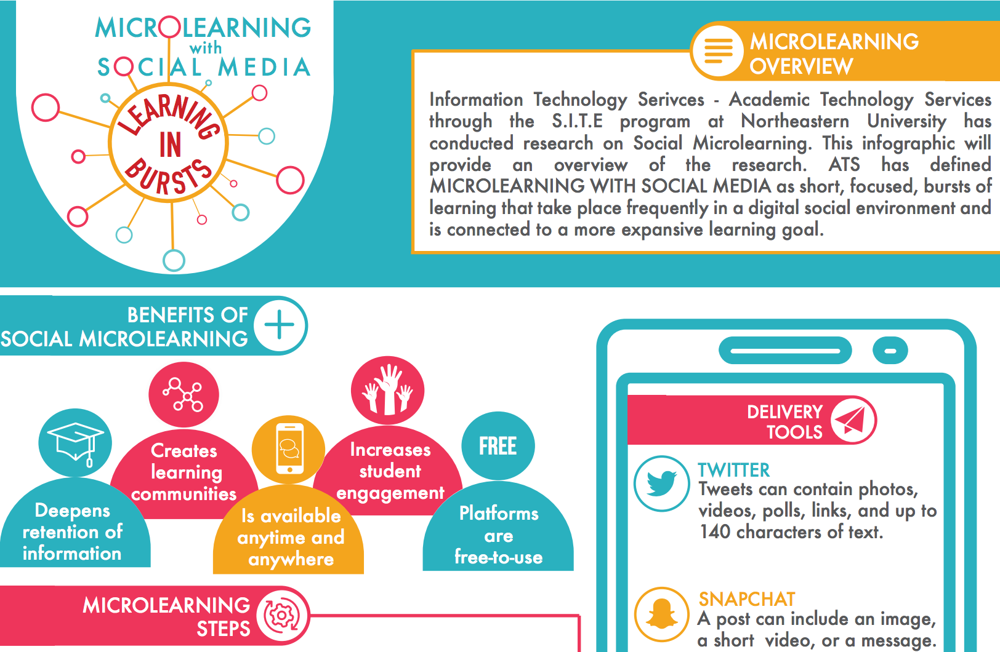 MICROLEARNING
with
SOCIAL MEDIA
LEARNING
IN
BURSTS
MICROLEARNING
OVERVIEW
Information Technology Serivces - Academic Technology Services
through the S.I.T.E program at Northeastern University has
conducted research on Social Microlearning. This infographic will
provide an overview of the research. ATS has defined
MICROLEARNING WITH SOCIAL MEDIA as short, focused, bursts of
learning that take place frequently in a digital social environment and
is connected to a more expansive learning goal.
BENEFITS OF
SOCIAL MICROLEARNING
Deepens
retention of
information
Creates
learning
communities
Is available
anytime and
anywhere
Increases
student
engagement
FREE
Platforms
are
free-to-use
MICROLEARNING
STEPS
DELIVERY
TOOLS
TWITTER
Tweets can contain photos,
videos, polls, links, and up to
140 characters of text.
SNAPCHAT
A post can include an image,
a short video, or a message.